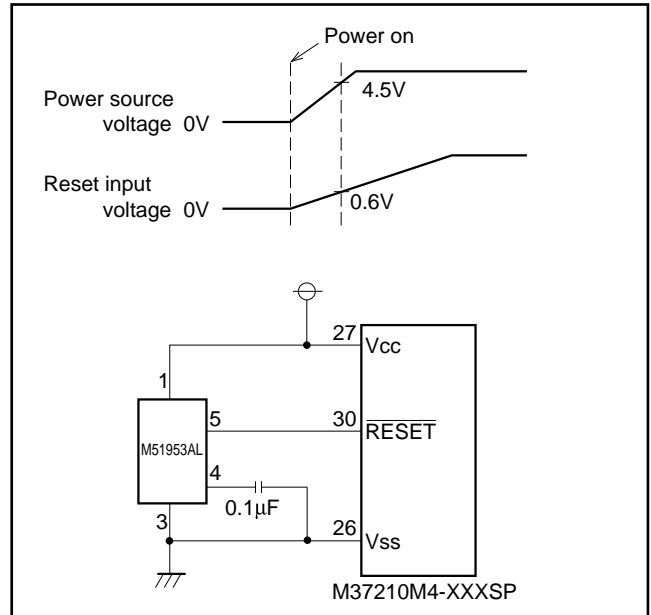 Power on
Power source
voltage 0V
4.5V
Reset input
voltage 0V
0.6V
27
Vcc
1
5
30
RESET
M51953AL
4
0.1μF
3
26
Vss
M37210M4-XXXSP